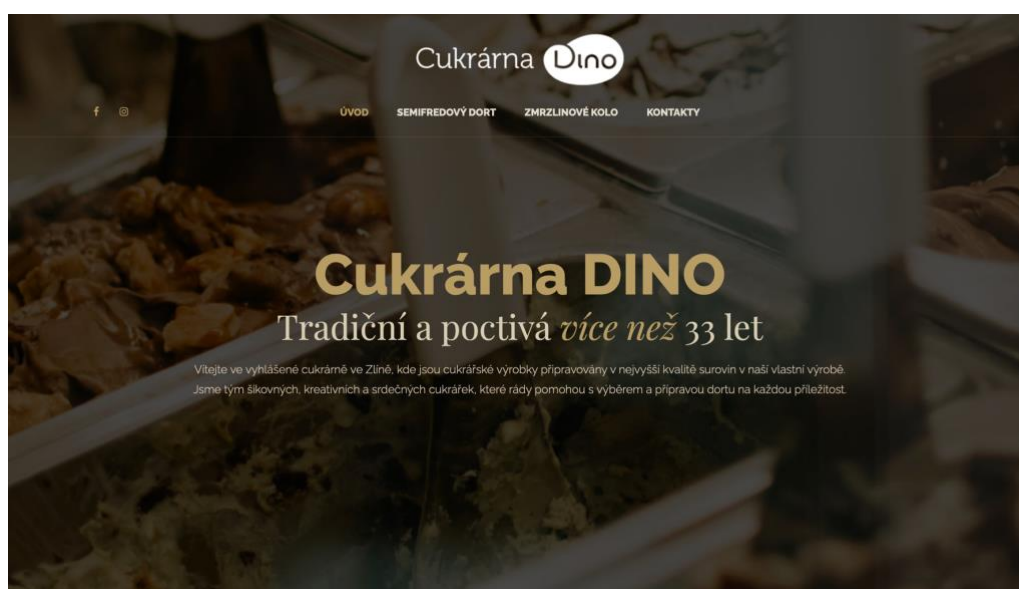 Cukrárna Dino
ÚVOD SEMIFREDOVÝ DORT ZMRZLINOVÉ KOLO KONTAKTY
Cukrárna DINO
Tradiční a poctivá více než 33 let
Vítejte ve vyhlášené cukrárně ve Zlíně, kde jsou cukrářské výrobky připravovány v nejvyšší kvalitě surovin v naší vlastní výrobě.
Jsme tým šikovných, kreativních a srdečných cukrářek, které rády pomohou s výběrem a přípravou dortu na každou příležitost.